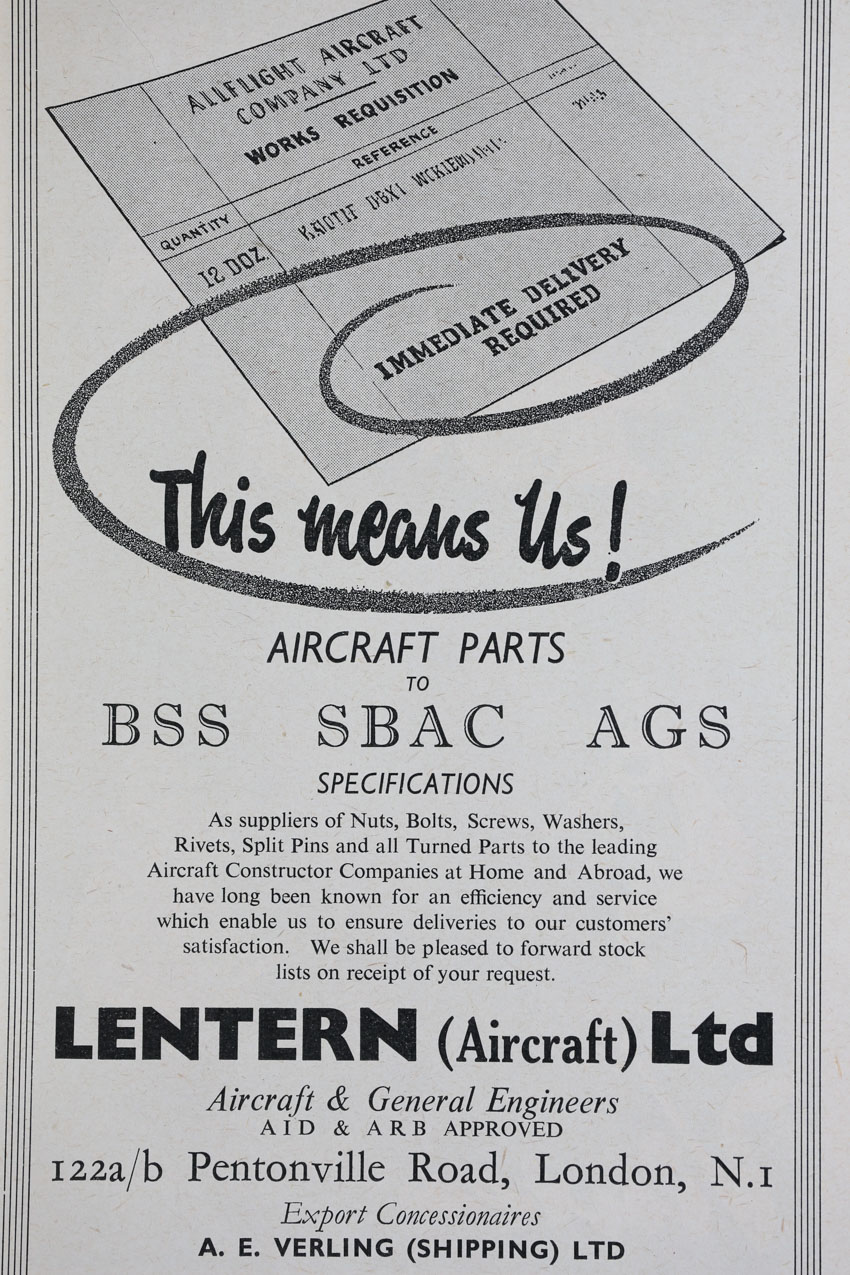 ALLFLIGHT AIRCRAFT
COMPANY LTD
WORKS REQUISITION
REFERENCE
QUANTITY
12 DOZ.
IMMEDIATE DELIVERY
REQUIRED
This means Us!
AIRCRAFT PARTS
TO
BSS SBAC AGS
SPECIFICATIONS
As suppliers of Nuts, Bolts, Screws, Washers,
Rivets, Split Pins and all Turned Parts to the leading
Aircraft Constructor Companies at Home and Abroad, we
have long been known for an efficiency and service
which enable us to ensure deliveries to our customers'
satisfaction. We shall be pleased to forward stock
lists on receipt of your request.
LENTERN (Aircraft) Ltd
Aircraft & General Engineers
AID & ARB APPROVED
122a/b Pentonville Road, London, N.1
Export Concessionaires
A. E. VERLING (SHIPPING) LTD